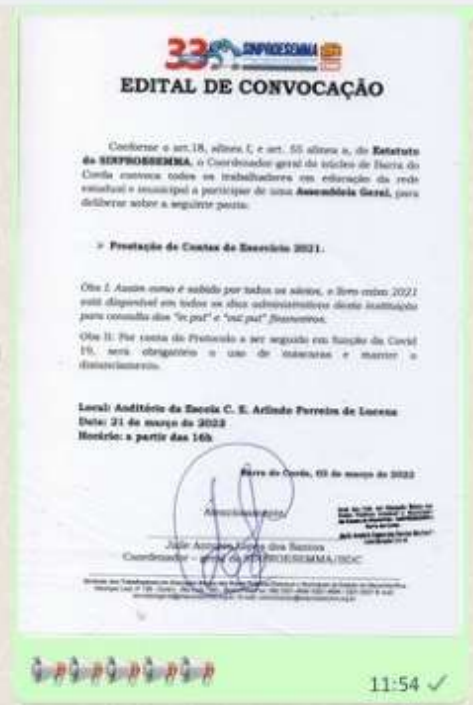 33 SINPROESEMMA
EDITAL DE CONVOCAÇÃO
Conforme o art.18, alínea f, e art. 55 alínea a, do Estatuto
do SINPROESEMMA, o Coordenador geral do núcleo de Barra do
Corda convoca todos os trabalhadores em educação da rede
estadual e municipal a participar de uma Assembleia Geral, para
deliberar sobre a seguinte pauta:
➢ Prestação de Contas do Exercício 2021.
Obs I: Assim como é sabido por todos os sócios, o livro caixa 2021
está disponível em todos os dias administrativos desta instituição
para consulta dos "in put" e "out put" financeiros.
Obs II: Por conta do Protocolo a ser seguido em função da Covid
19, será obrigatório o uso de máscaras e manter o
distanciamento.
Local: Auditório da Escola C. E. Arlindo Ferreira de Lucena
Data: 21 de março de 2022
Horário: a partir das 16h
Barra do Corda, 03 de março de 2022
dos Santos
Coordenador – geral do SINPROESEMMA/BDC
11:54